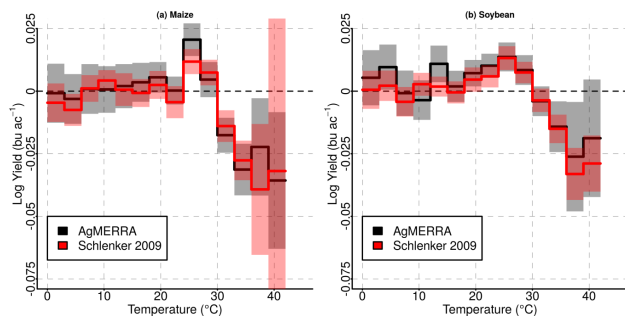 (a) Maize
Log Yield (bu ac⁻¹)
0.025
0
-0.025
-0.05
-0.075
AgMERRA
Schlenker 2009
0 10 20 30 40
Temperature (°C)
(b) Soybean
Log Yield (bu ac⁻¹)
0.025
0
-0.025
-0.05
-0.075
AgMERRA
Schlenker 2009
0 10 20 30 40
Temperature (°C)